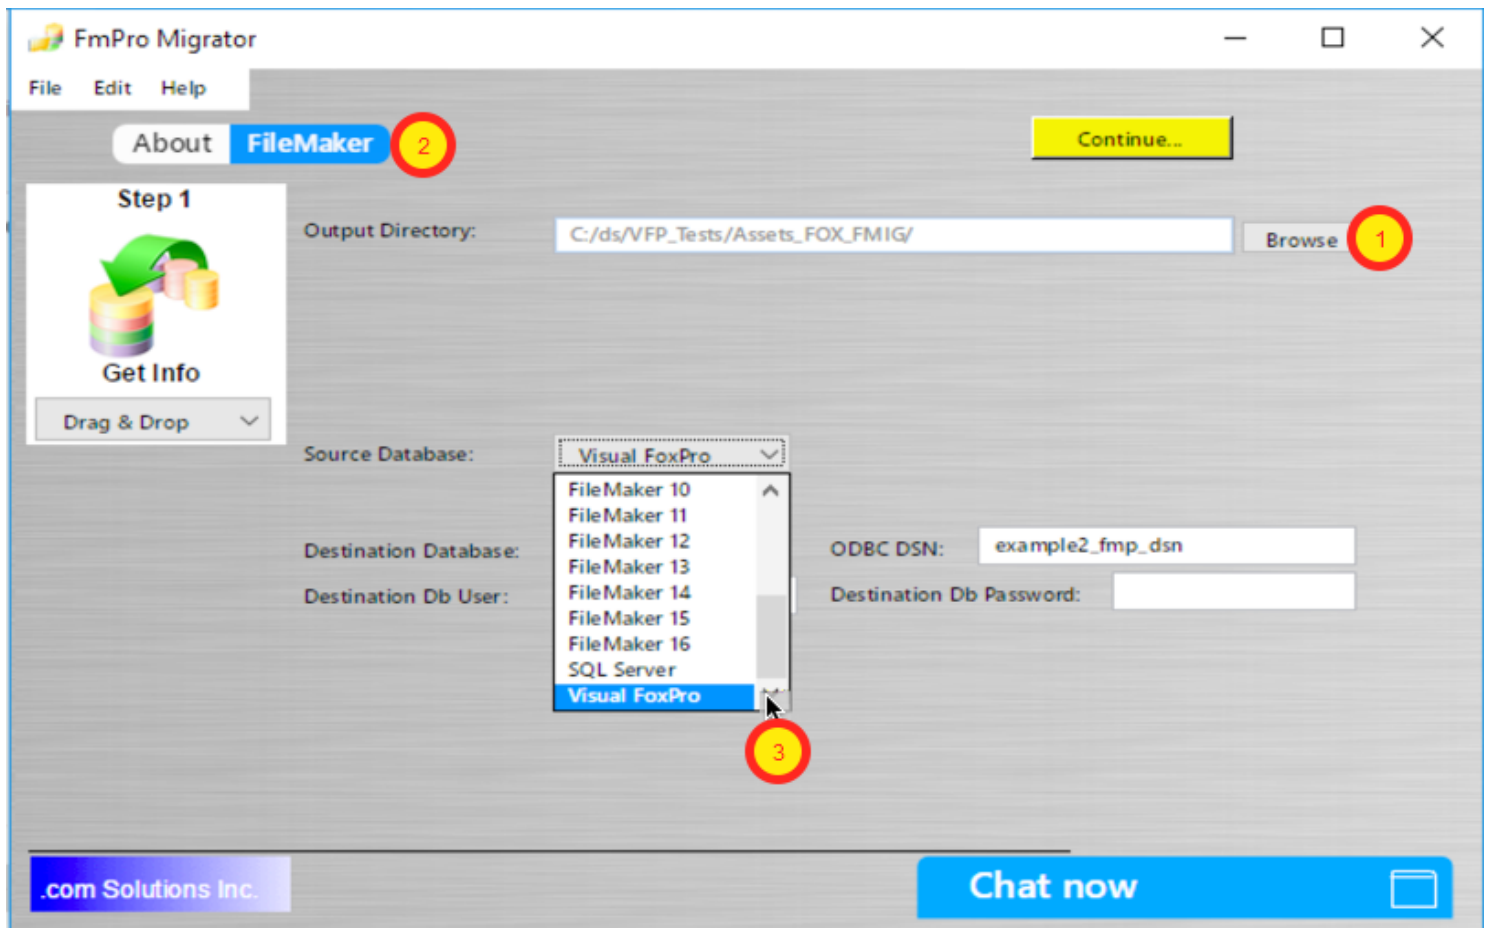 FmPro Migrator
File Edit Help
About FileMaker 2
Continue...
Step 1
Output Directory: C:/ds/VFP_Tests/Assets_FOX_FMIG/ Browse 1
Get Info
Drag & Drop
Source Database: Visual FoxPro
FileMaker 10
FileMaker 11
FileMaker 12
FileMaker 13
FileMaker 14
FileMaker 15
FileMaker 16
SQL Server
Visual FoxPro
Destination Database: ODBC DSN: example2_fmp_dsn
Destination Db User: Destination Db Password:
3
.com Solutions Inc.
Chat now